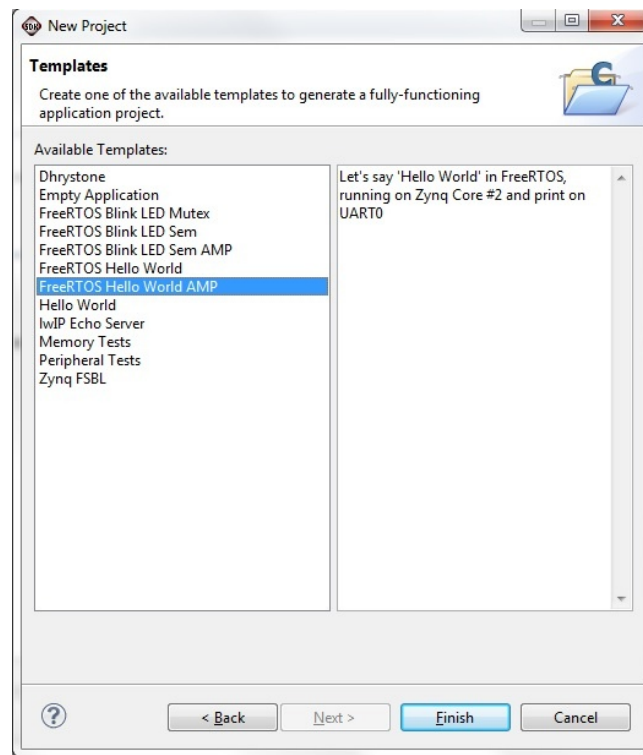 SDK New Project
Templates
Create one of the available templates to generate a fully-functioning
application project.
C
Available Templates:
Dhrystone
Empty Application
FreeRTOS Blink LED Mutex
FreeRTOS Blink LED Sem
FreeRTOS Blink LED Sem AMP
FreeRTOS Hello World
FreeRTOS Hello World AMP
Hello World
lwIP Echo Server
Memory Tests
Peripheral Tests
Zynq FSBL
Let's say 'Hello World' in FreeRTOS,
running on Zynq Core #2 and print on
UART0
? < Back Next > Finish Cancel